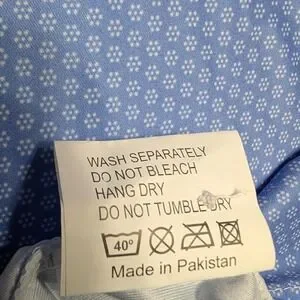 WASH SEPARATELY
DO NOT BLEACH
HANG DRY
DO NOT TUMBLE DRY
40°
Made in Pakistan